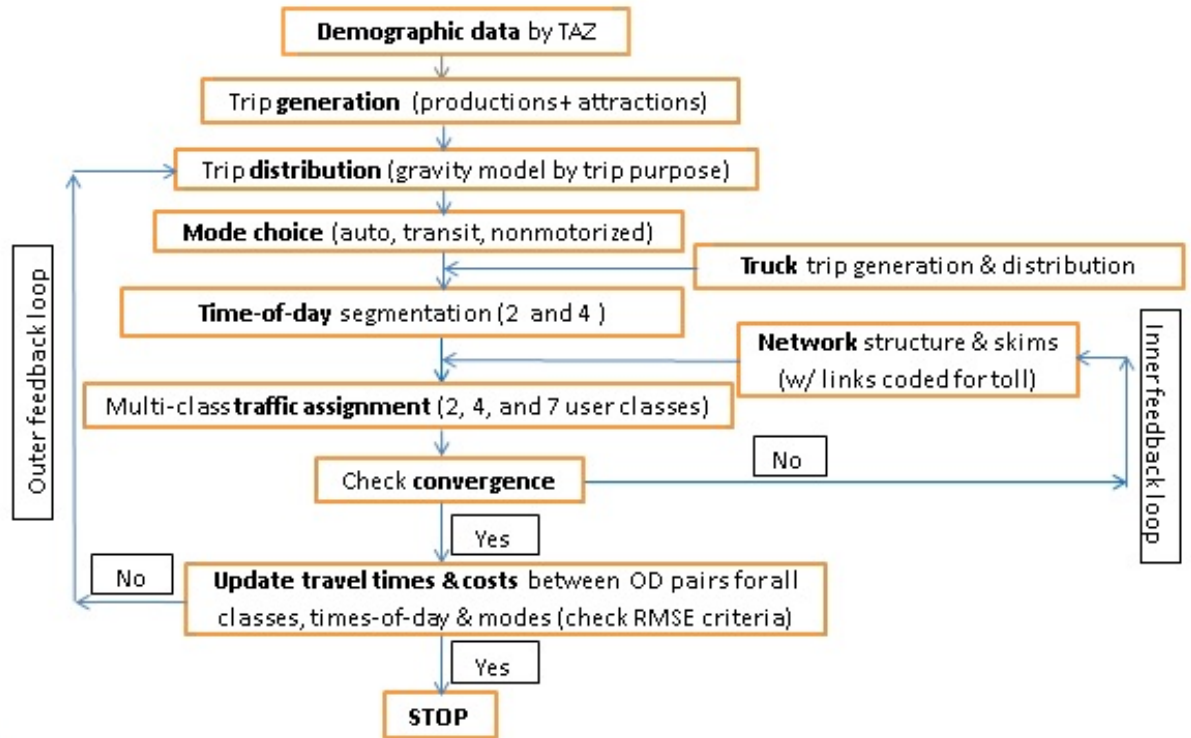 Demographic data by TAZ
Trip generation (productions+ attractions)
Trip distribution (gravity model by trip purpose)
Mode choice (auto, transit, nonmotorized)
Truck trip generation & distribution
Time-of-day segmentation (2 and 4 )
Network structure & skims
(w/ links coded for toll)
Multi-class traffic assignment (2, 4, and 7 user classes)
No
Check convergence
Outer feedback loop
Inner feedback loop
Yes
No
Update travel times & costs between OD pairs for all
classes, times-of-day & modes (check RMSE criteria)
Yes
STOP